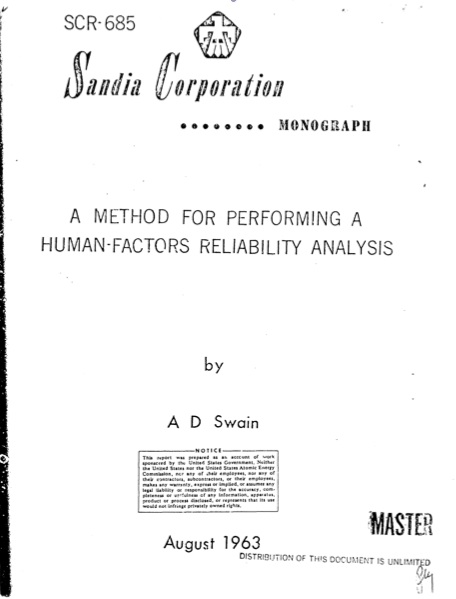 SCR-685
Sandia Corporation
MONOGRAPH
A METHOD FOR PERFORMING A
HUMAN-FACTORS RELIABILITY ANALYSIS
by
A D Swain
NOTICE
This report was prepared as an account of work
sponsored by the United States Government. Neither
the United States nor the United States Atomic Energy
Commission, nor any of their employees, nor any of
their contractors, subcontractors, or their employees,
makes any warranty, express or implied, or assumes any
legal liability or responsibility for the accuracy, com-
pleteness or usefulness of any information, apparatus,
product or process disclosed, or represents that its use
would not infringe privately owned rights.
MASTER
August 1963
DISTRIBUTION OF THIS DOCUMENT IS UNLIMITED